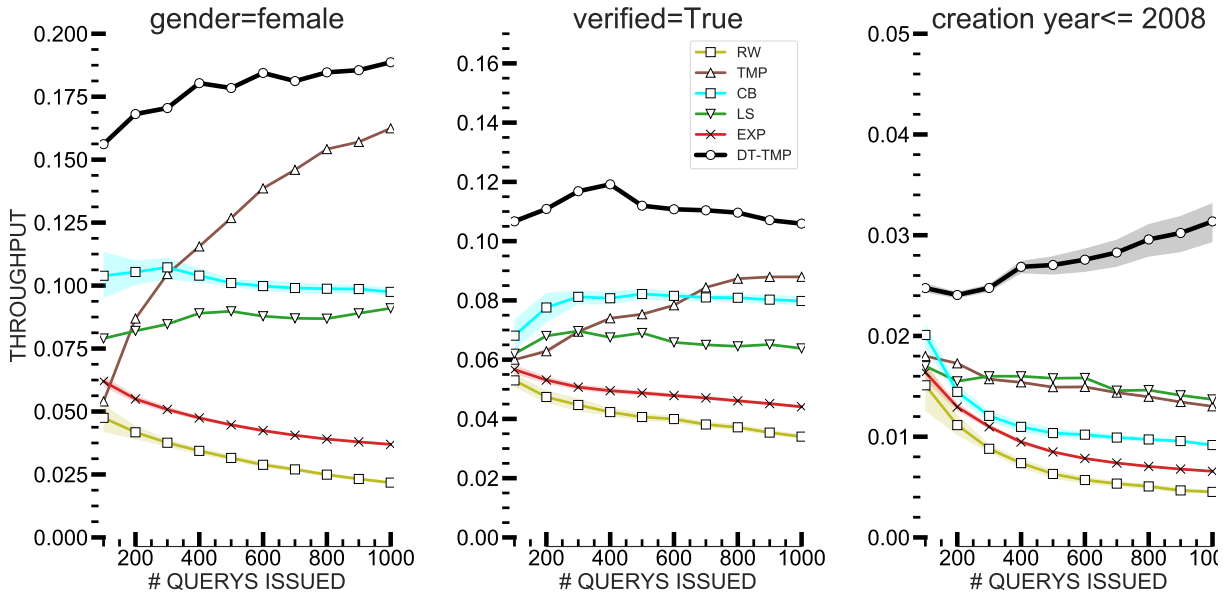 gender=female
0.200
0.175
0.150
0.125
0.100
0.075
0.050
0.025
0.000
THROUGHPUT
200 400 600 800 1000
# QUERYS ISSUED
verified=True
0.16
0.14
0.12
0.10
0.08
0.06
0.04
0.02
0.00
RW
TMP
CB
LS
EXP
DT-TMP
200 400 600 800 1000
# QUERYS ISSUED
creation year<= 2008
0.05
0.04
0.03
0.02
0.01
0.00
200 400 600 800 1000
# QUERYS ISSUED